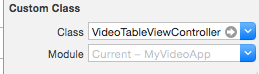 Custom Class
Class VideoTableViewController
Module Current – MyVideoApp